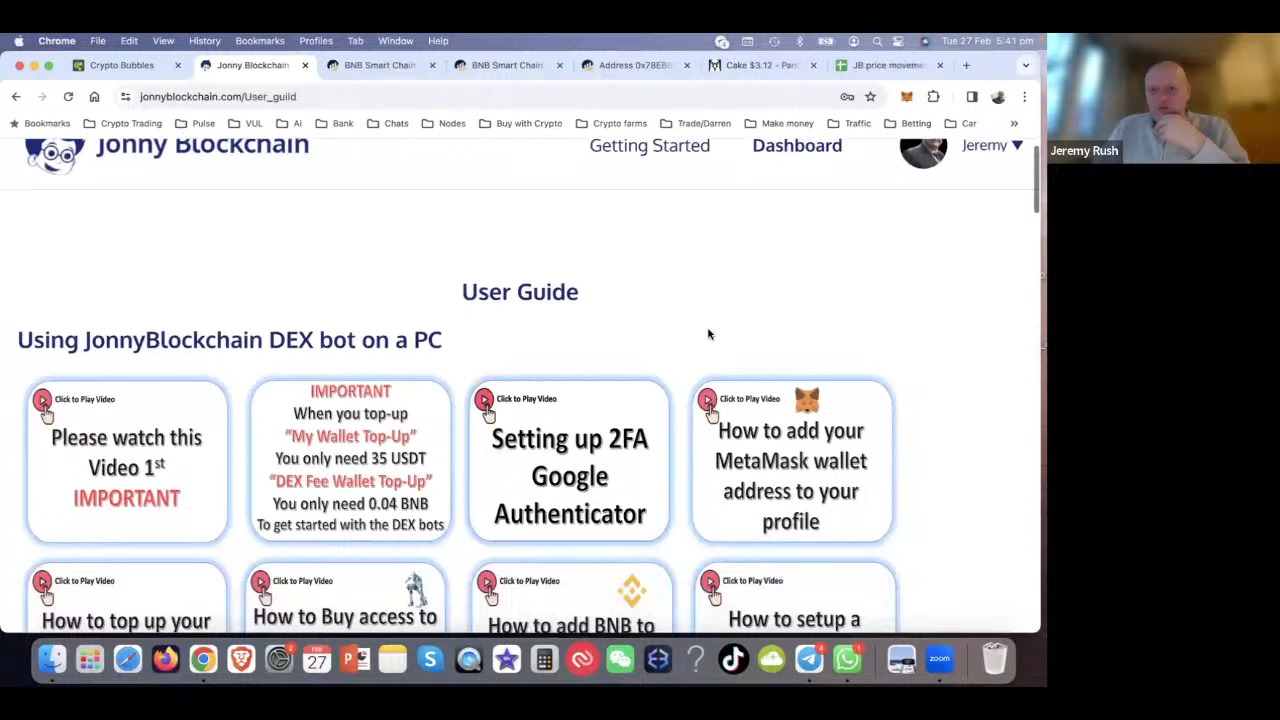 Chrome File Edit View History Bookmarks Profiles Tab Window Help Tue 27 Feb 5:41 pm
Crypto Bubbles Jonny Blockchain BNB Smart Chain BNB Smart Chain Address 0x7BEB Cake $3.12 - Pan JB price moveme
jonnyblockchain.com/User_guild
Bookmarks Crypto Trading Pulse VUL Ai Bank Chats Nodes Buy with Crypto Crypto farms Trade/Darren Make money Traffic Betting Car »
Jonny Blockchain
Getting Started
Dashboard
Jeremy
Jeremy Rush
User Guide
Using JonnyBlockchain DEX bot on a PC
Click to Play Video
Please watch this
Video 1st
IMPORTANT
IMPORTANT
When you top-up
“My Wallet Top-Up”
You only need 35 USDT
“DEX Fee Wallet Top-Up”
You only need 0.04 BNB
To get started with the DEX bots
Click to Play Video
Setting up 2FA
Google
Authenticator
Click to Play Video
How to add your
MetaMask wallet
address to your
profile
Click to Play Video
How to top up your
Click to Play Video
How to Buy access to
Click to Play Video
How to add BNB to
Click to Play Video
How to setup a
FEB
27
zoom